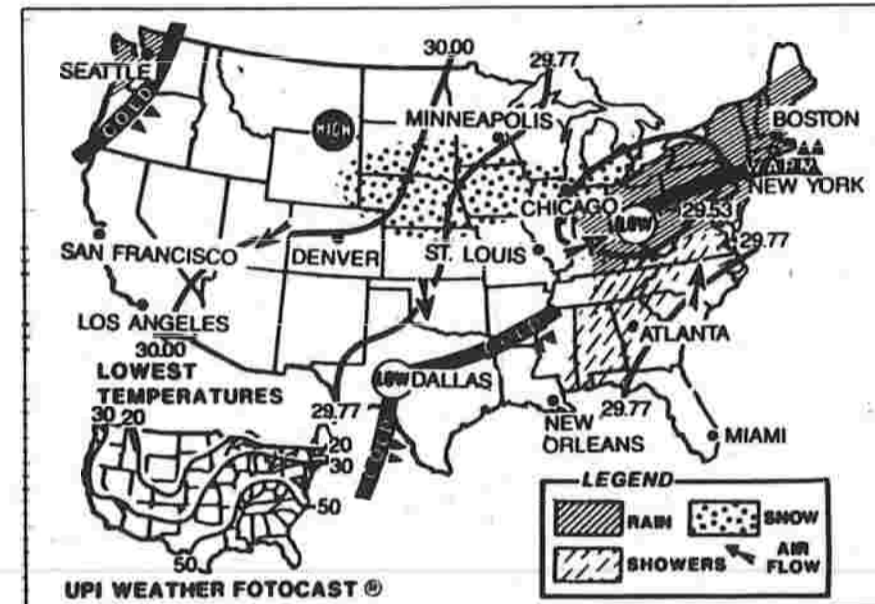 30.00
29.77
SEATTLE
COLD
HIGH
MINNEAPOLIS
BOSTON
WARM
NEW YORK
CHICAGO
LOW
29.53
SAN FRANCISCO
DENVER
ST. LOUIS
29.77
LOS ANGELES
30.00
ATLANTA
COLD
LOWEST
TEMPERATURES
LOW
DALLAS
29.77
29.77
NEW
ORLEANS
MIAMI
30
20
20
30
50
50
LEGEND
RAIN
SNOW
SHOWERS
AIR
FLOW
UPI WEATHER FOTOCAST ®